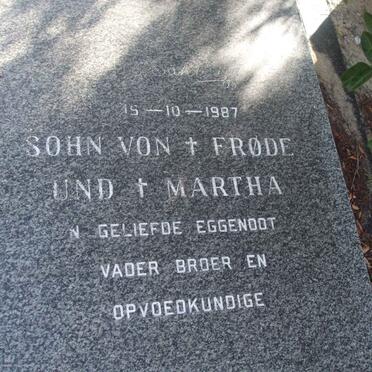 15-10-1987
SOHN VON † FRØDE
UND † MARTHA
'N GELIEFDE EGGENOOT
VADER BROER EN
OPVOEDKUNDIGE